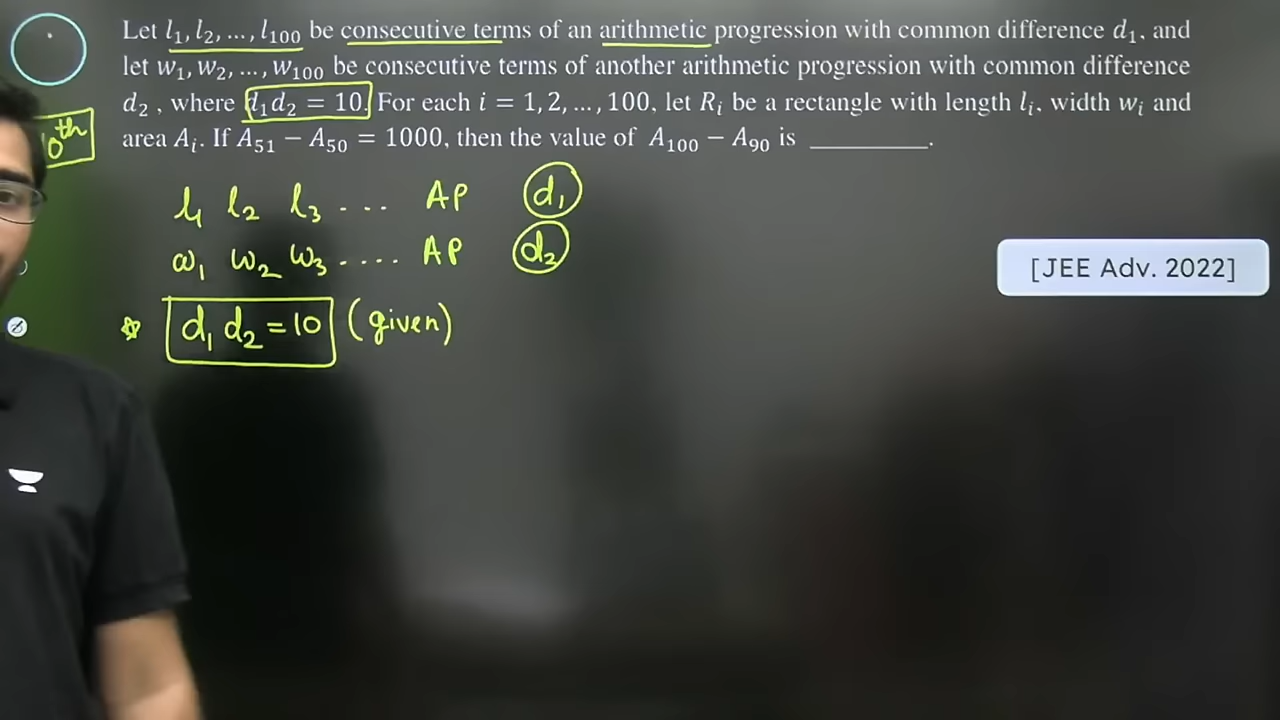 Let l₁, l₂, ..., l₁₀₀ be consecutive terms of an arithmetic progression with common difference d₁, and
let w₁, w₂, ..., w₁₀₀ be consecutive terms of another arithmetic progression with common difference
d₂ , where d₁d₂ = 10. For each i = 1, 2, ..., 100, let Rᵢ be a rectangle with length lᵢ, width wᵢ and
area Aᵢ. If A₅₁ − A₅₀ = 1000, then the value of A₁₀₀ − A₉₀ is ________.
10th
l₁ l₂ l₃ ... AP d₁
w₁ w₂ w₃ .... AP d₂
[JEE Adv. 2022]
d₁ d₂ = 10 (given)